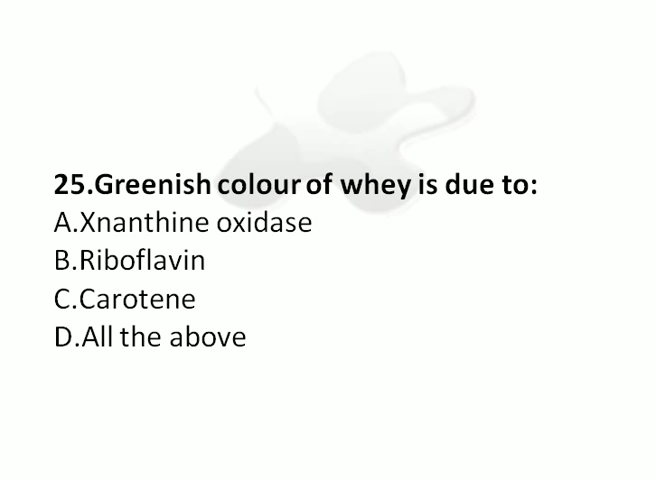 25.Greenish colour of whey is due to:
A.Xnanthine oxidase
B.Riboflavin
C.Carotene
D.All the above